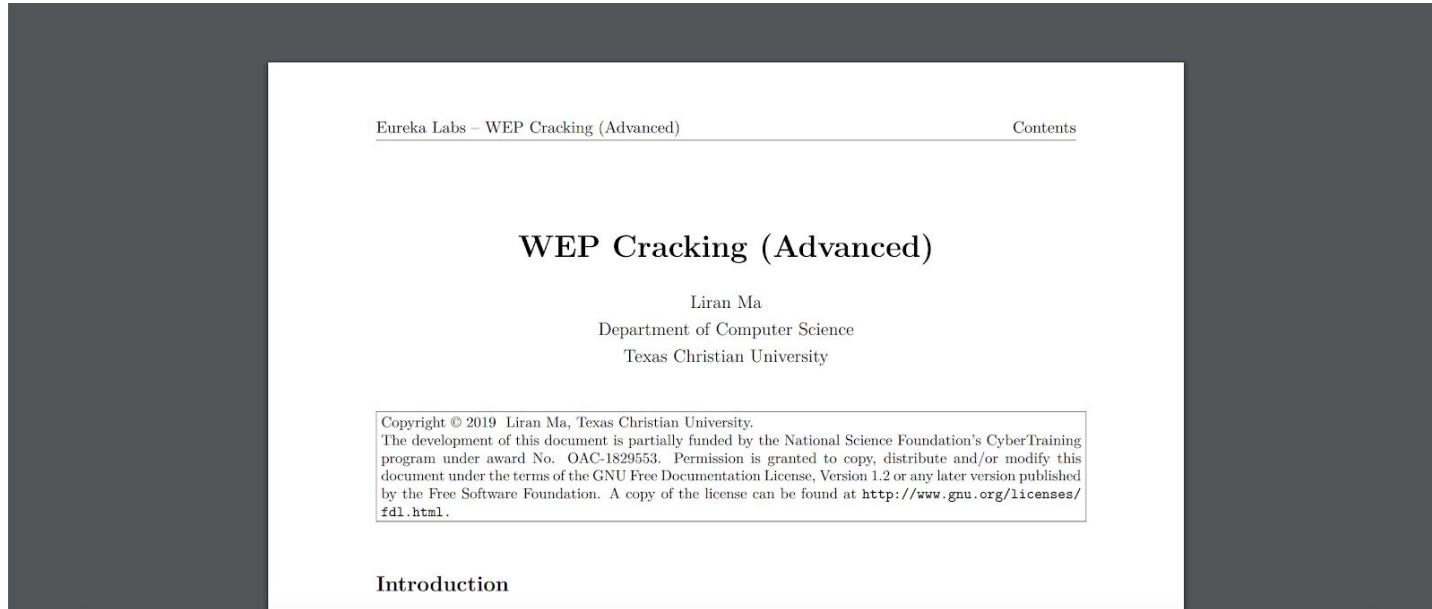 Eureka Labs – WEP Cracking (Advanced) Contents
WEP Cracking (Advanced)
Liran Ma
Department of Computer Science
Texas Christian University
Copyright © 2019 Liran Ma, Texas Christian University.
The development of this document is partially funded by the National Science Foundation's CyberTraining
program under award No. OAC-1829553. Permission is granted to copy, distribute and/or modify this
document under the terms of the GNU Free Documentation License, Version 1.2 or any later version published
by the Free Software Foundation. A copy of the license can be found at http://www.gnu.org/licenses/
fdl.html.
Introduction